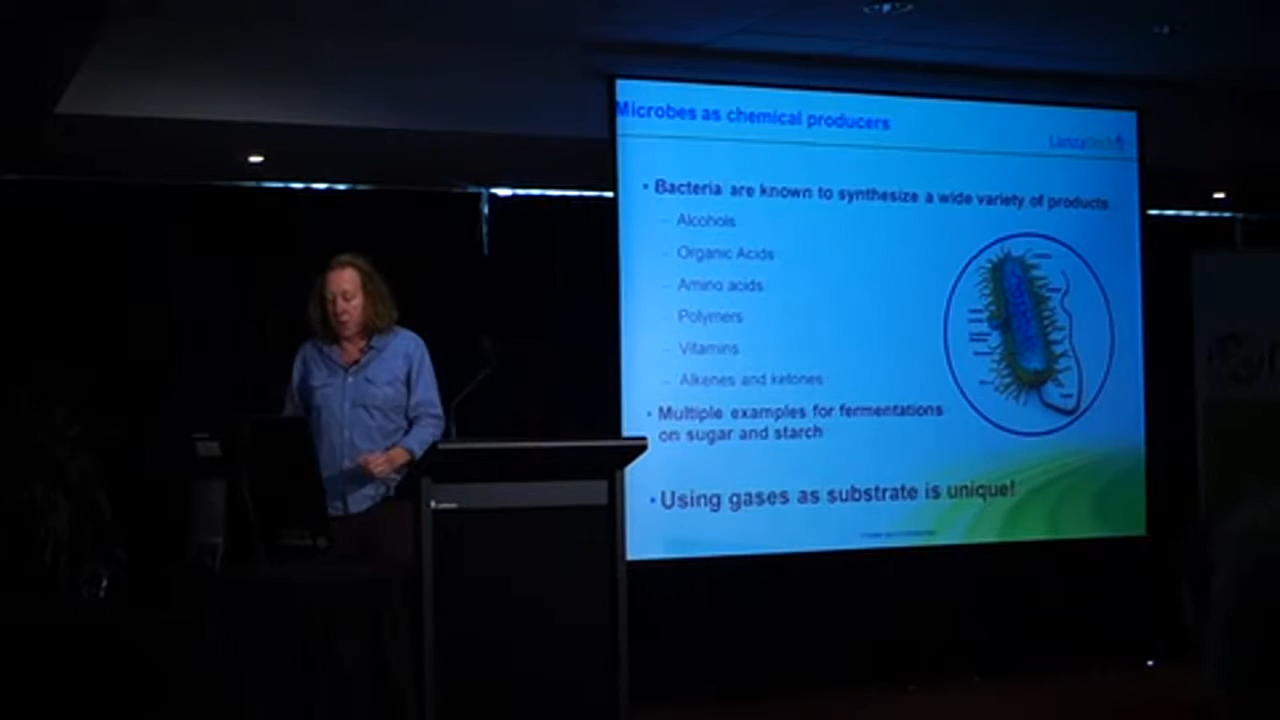 Microbes as chemical producers
LanzaTech
• Bacteria are known to synthesize a wide variety of products
– Alcohols
– Organic Acids
– Amino acids
– Polymers
– Vitamins
– Alkenes and ketones
• Multiple examples for fermentations
on sugar and starch
• Using gases as substrate is unique!